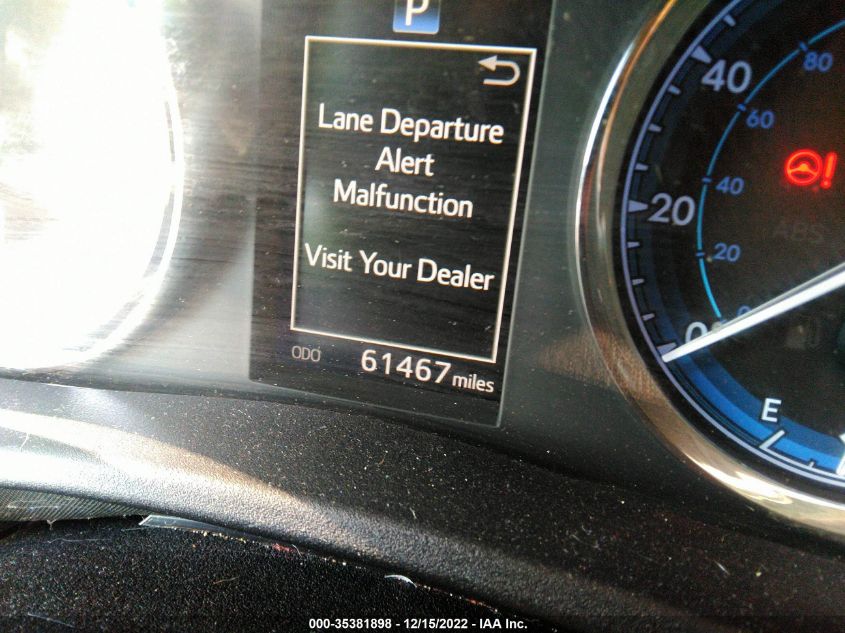 P
Lane Departure
Alert
Malfunction
Visit Your Dealer
ODO 61467 miles
80
40
60
40
20
20
0
0
ABS
E
000-35381898 - 12/15/2022 - IAA Inc.